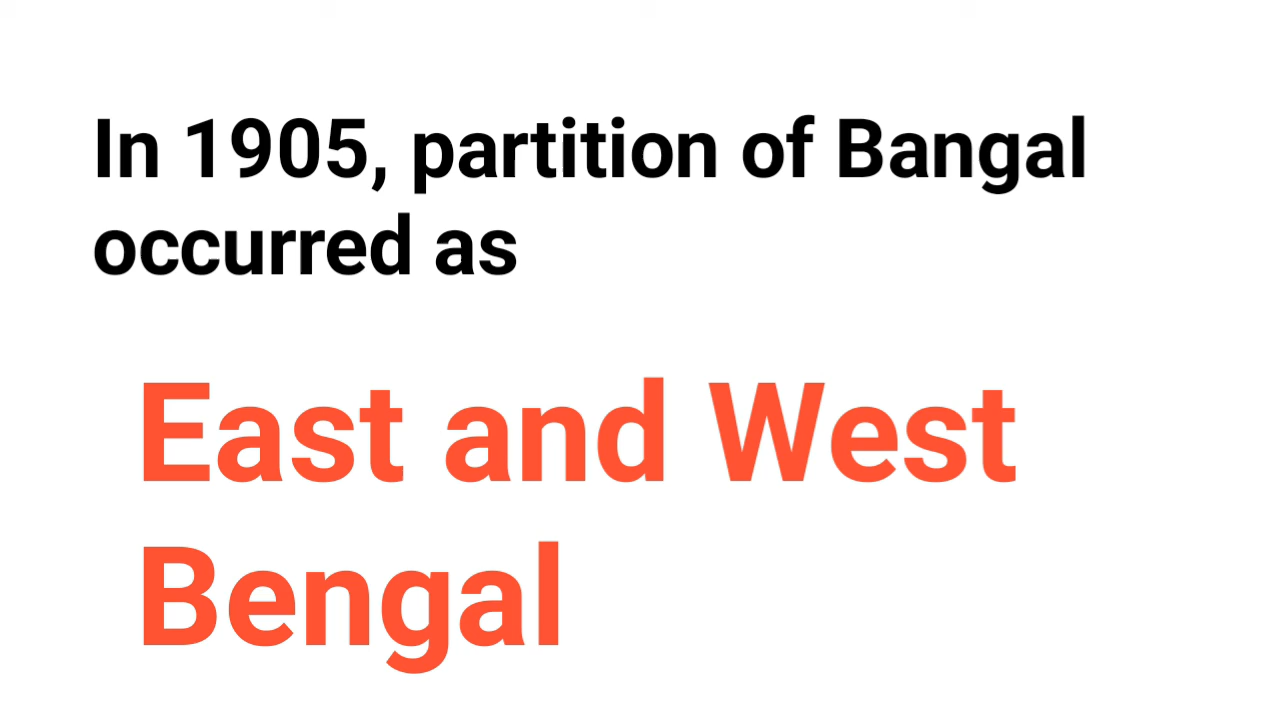 In 1905, partition of Bangal
occurred as
East and West
Bengal